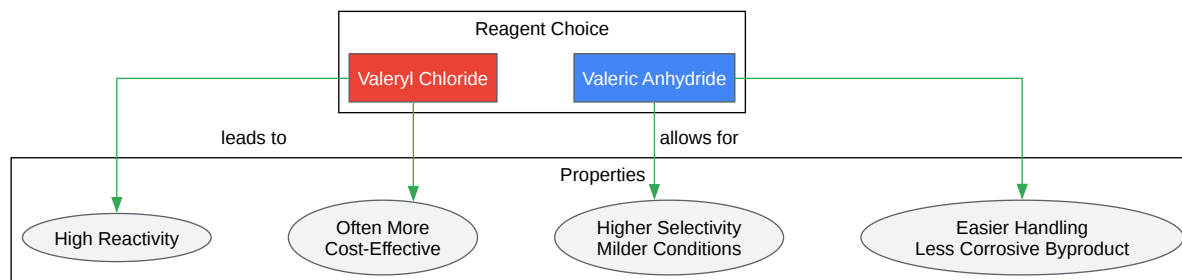 Reagent Choice
Valeryl Chloride
Valeric Anhydride
leads to
allows for
Properties
High Reactivity
Often More
Cost-Effective
Higher Selectivity
Milder Conditions
Easier Handling
Less Corrosive Byproduct